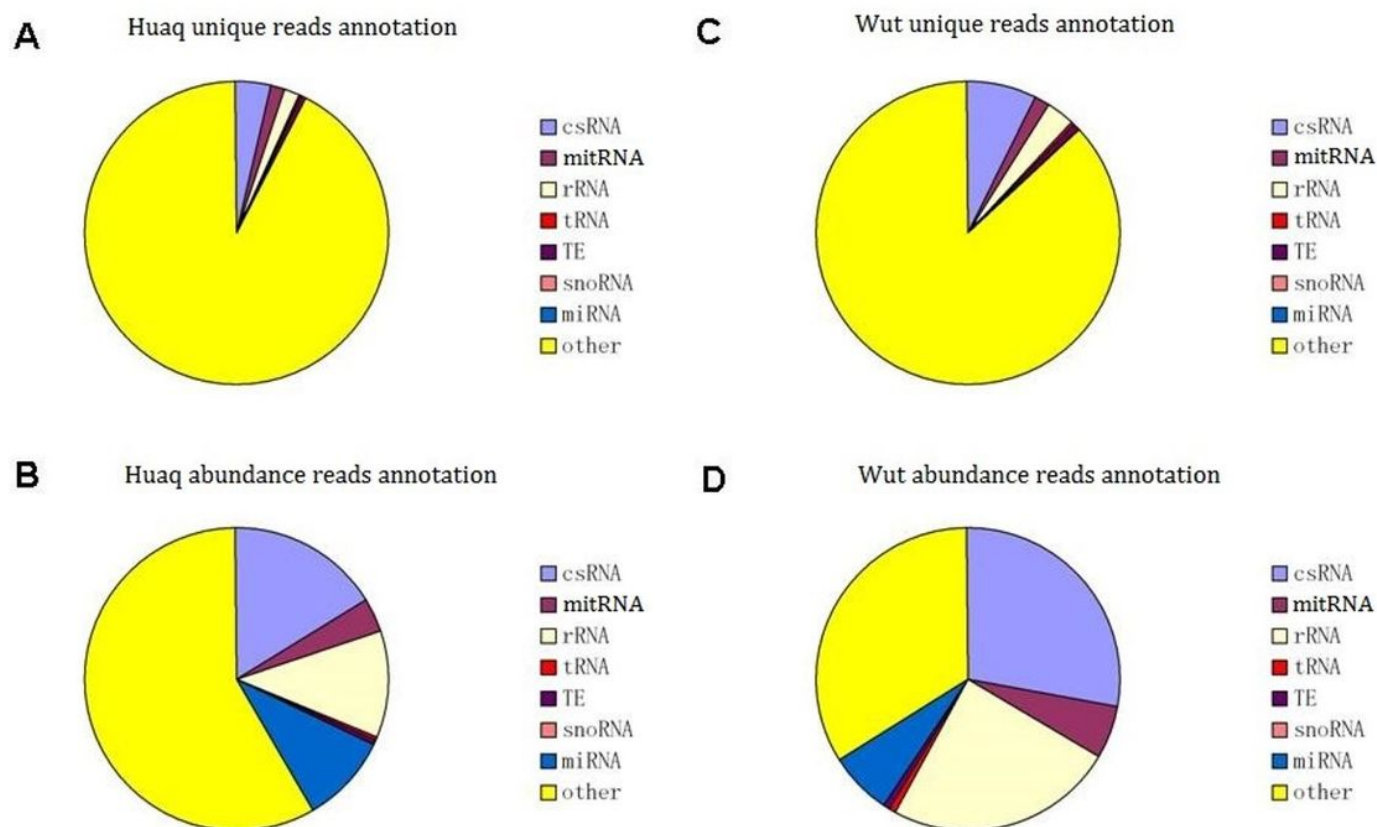 A
Huaq unique reads annotation
csRNA
mitRNA
rRNA
tRNA
TE
snoRNA
miRNA
other
C
Wut unique reads annotation
csRNA
mitRNA
rRNA
tRNA
TE
snoRNA
miRNA
other
B
Huaq abundance reads annotation
csRNA
mitRNA
rRNA
tRNA
TE
snoRNA
miRNA
other
D
Wut abundance reads annotation
csRNA
mitRNA
rRNA
tRNA
TE
snoRNA
miRNA
other